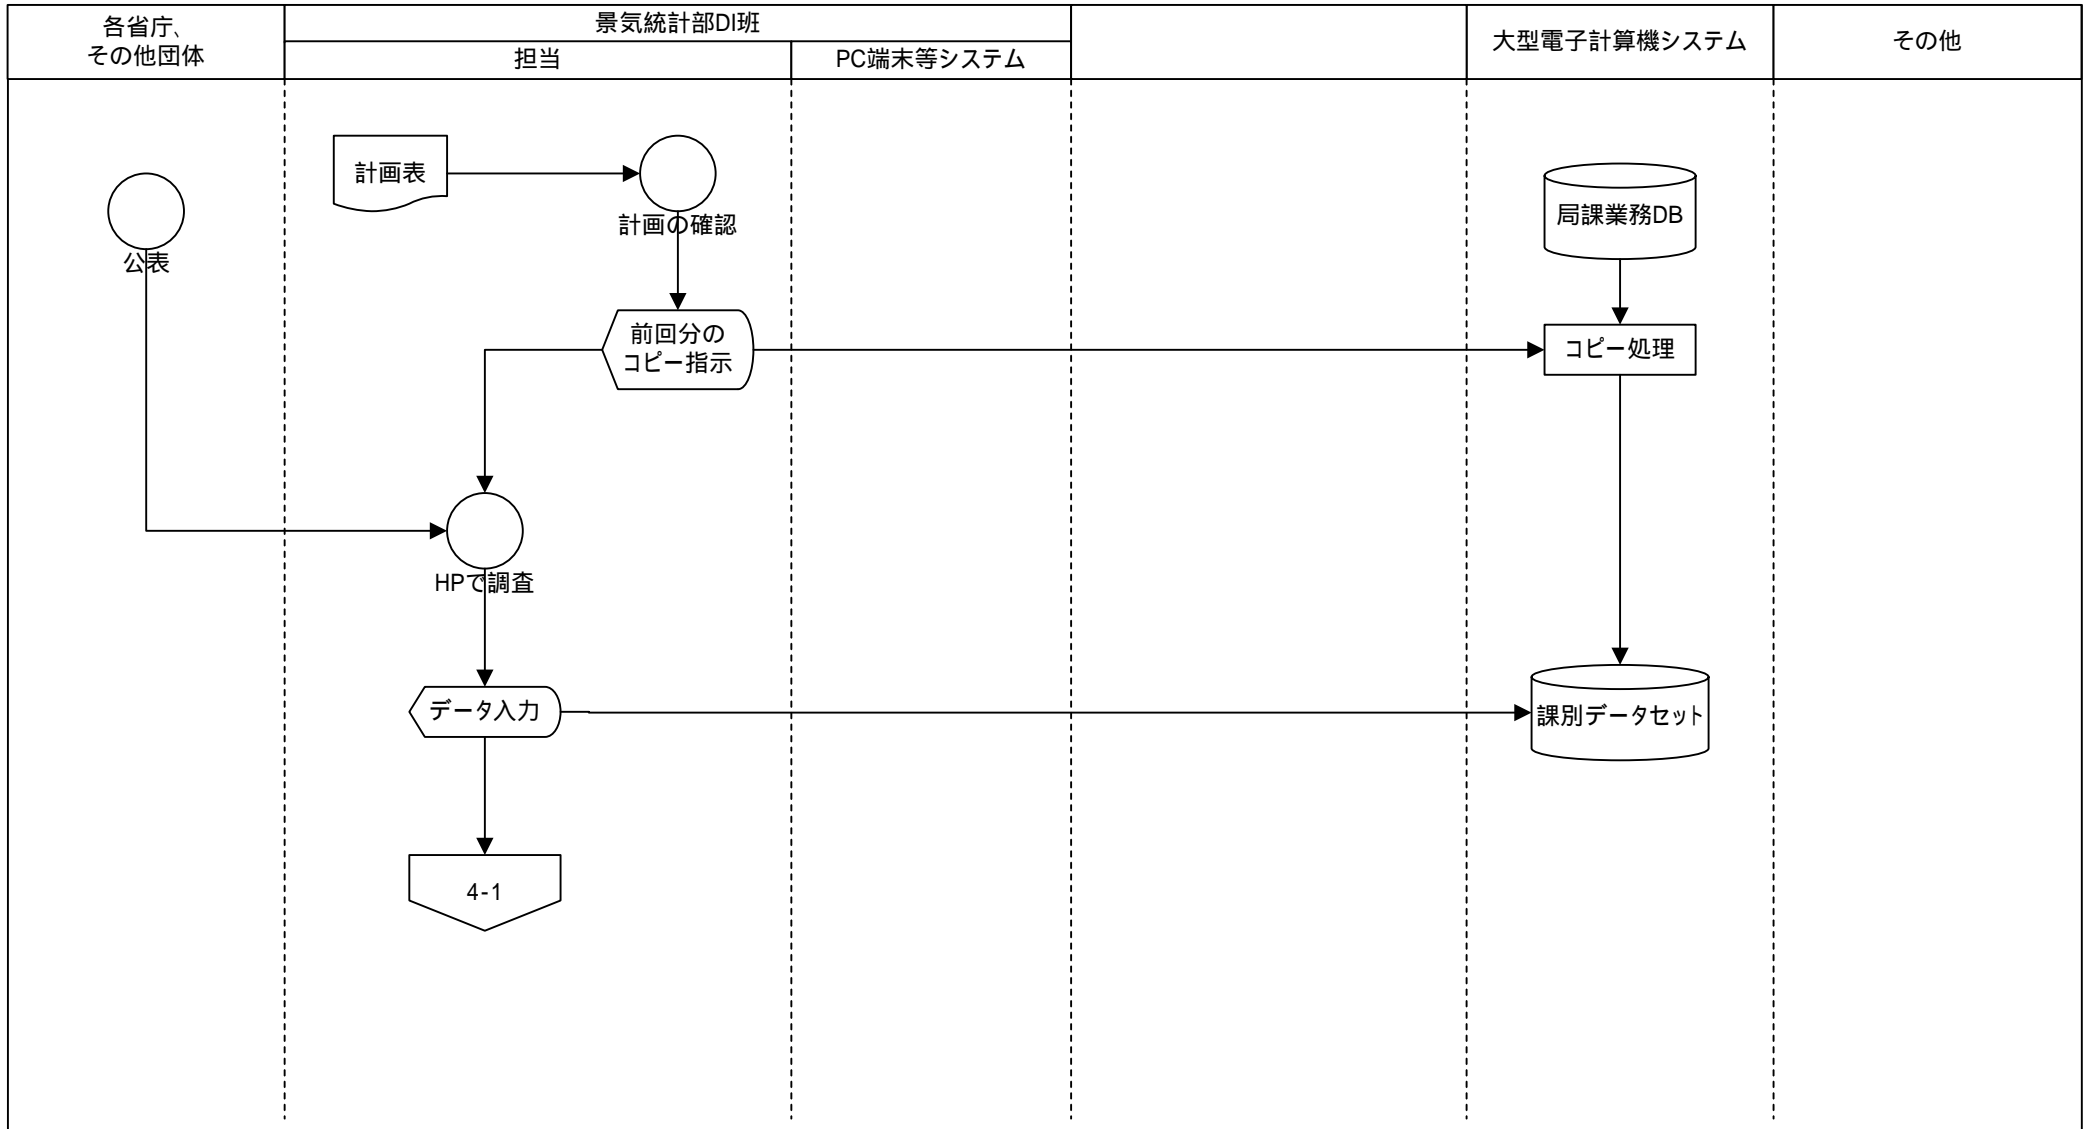 各省庁、
その他団体
景気統計部DI班
担当
PC端末等システム
大型電子計算機システム
その他
計画表
計画の確認
公表
局課業務DB
前回分の
コピー指示
コピー処理
HPで調査
データ入力
課別データセット
4-1